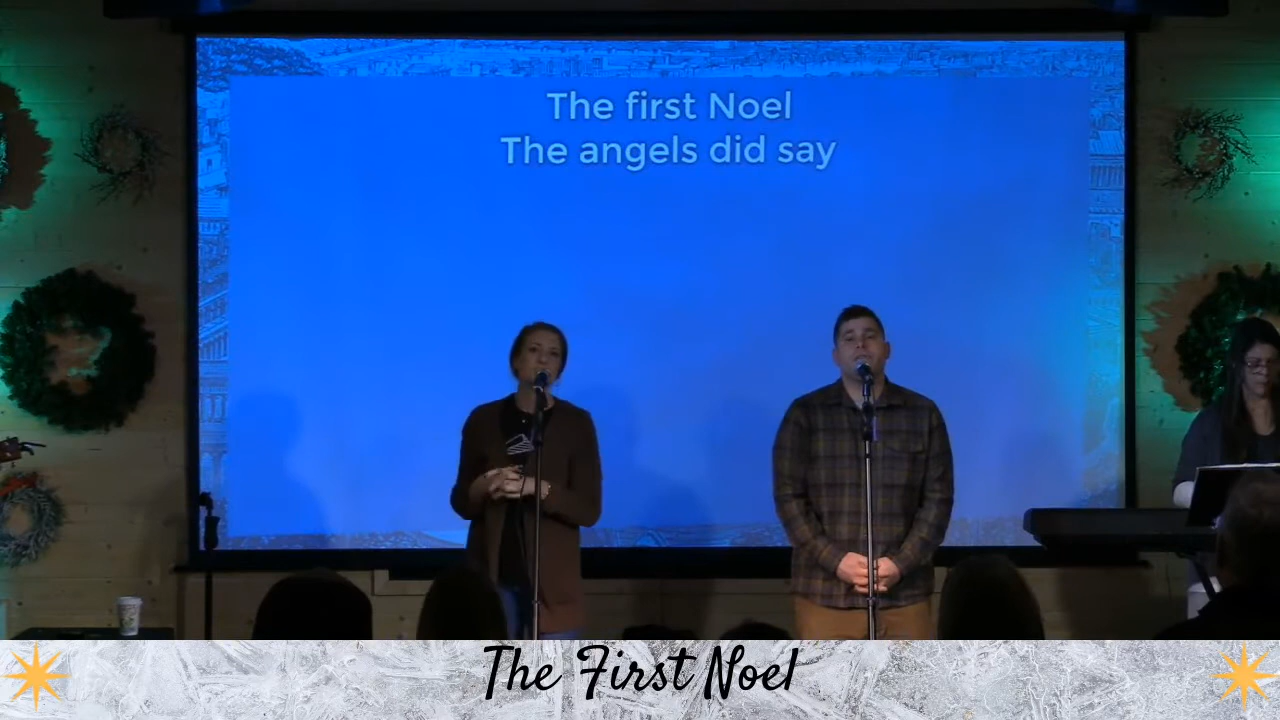 The first Noel
The angels did say
The First Noel